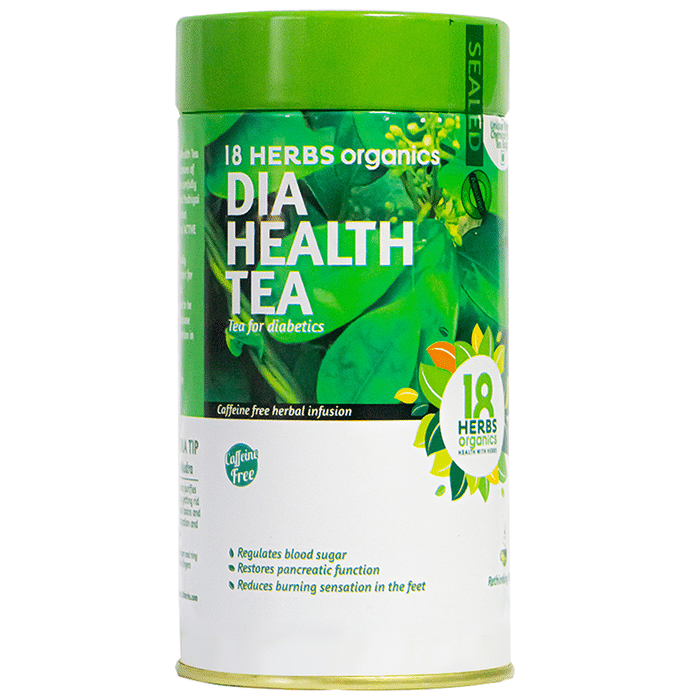 SEALED
18 HERBS organics
DIA
HEALTH
TEA
Tea for diabetics
Caffeine free herbal infusion
Caffeine
Free
18
HERBS
organics
HEALTH WITH HERBS
Regulates blood sugar
Restores pancreatic function
Reduces burning sensation in the feet
TIP